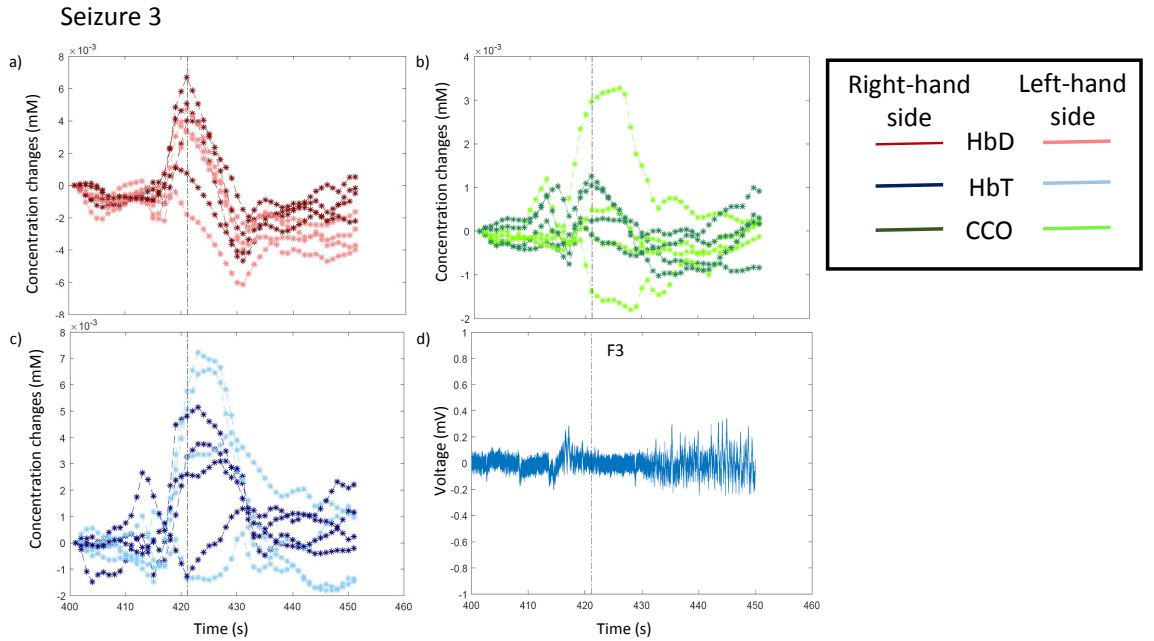 Seizure 3
a)
×10⁻³
8
6
4
2
0
-2
-4
-6
-8
400 410 420 430 440 450 460
Concentration changes (mM)
b)
×10⁻³
4
3
2
1
0
-1
-2
400 410 420 430 440 450 460
Concentration changes (mM)
Right-hand side
Left-hand side
HbD
HbT
CCO
c)
×10⁻³
8
7
6
5
4
3
2
1
0
-1
-2
400 410 420 430 440 450 460
Concentration changes (mM)
Time (s)
d)
F3
1
0.8
0.6
0.4
0.2
0
-0.2
-0.4
-0.6
-0.8
-1
400 410 420 430 440 450 460
Voltage (mV)
Time (s)